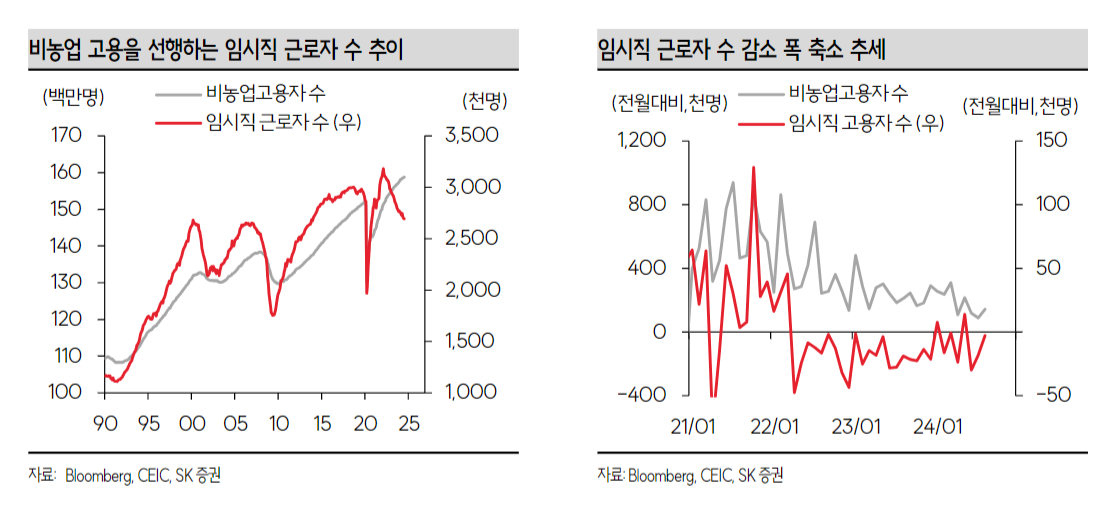 비농업 고용을 선행하는 임시직 근로자 수 추이
(백만명)
비농업고용자 수
(천명)
임시직 근로자 수 (우)
170
3,500
160
3,000
150
2,500
140
130
2,000
120
1,500
110
100
1,000
90 95 00 05 10 15 20 25
자료: Bloomberg, CEIC, SK 증권
임시직 근로자 수 감소 폭 축소 추세
(전월대비,천명)
비농업고용자 수
(전월대비,천명)
임시직 고용자 수 (우)
1,200
150
800
100
400
50
0
0
-400
-50
21/01 22/01 23/01 24/01
자료: Bloomberg, CEIC, SK 증권